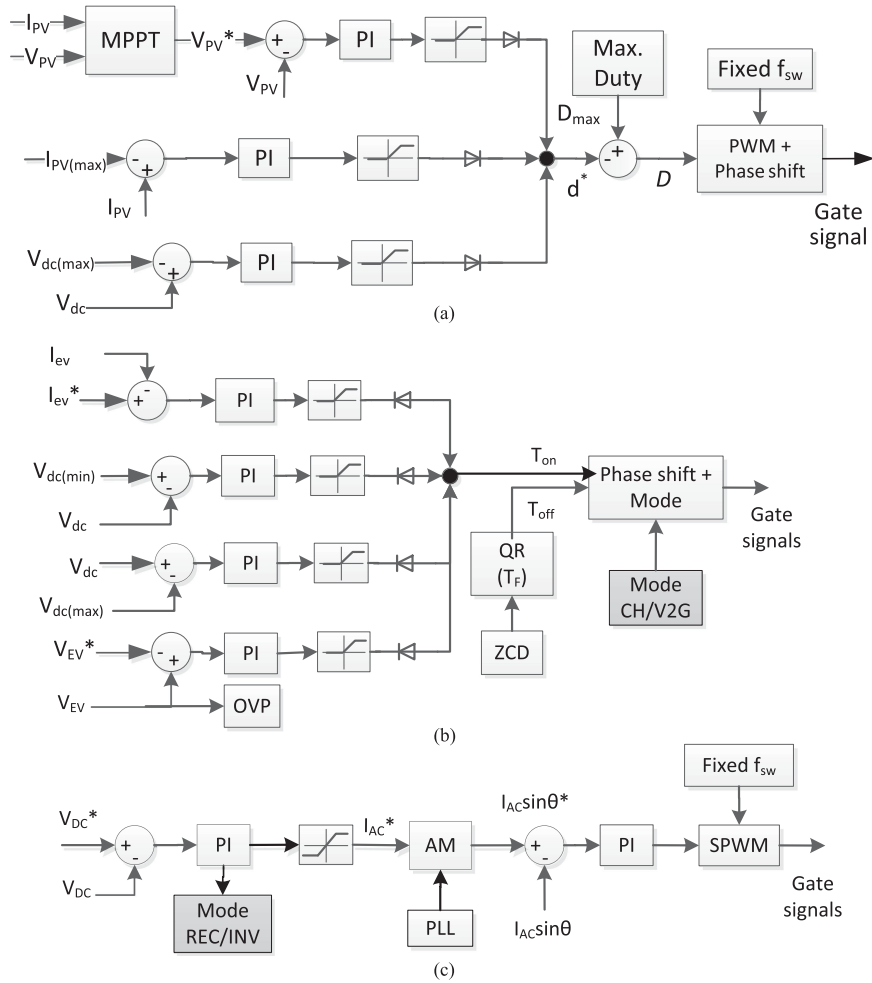 I_PV
V_PV
MPPT
V_PV*
+
-
V_PV
PI
Max.
Duty
D_max
Fixed f_sw
I_PV(max)
-
+
I_PV
PI
d*
-
+
D
PWM +
Phase shift
Gate
signal
V_dc(max)
-
+
V_dc
PI
(a)
I_ev
I_ev*
+
-
PI
V_dc(min)
+
-
V_dc
PI
T_on
Phase shift +
Mode
T_off
Gate
signals
V_dc
+
-
V_dc(max)
PI
QR
(T_F)
Mode
CH/V2G
V_EV*
-
+
V_EV
PI
OVP
ZCD
(b)
Fixed f_sw
V_DC*
+
-
V_DC
PI
I_AC*
AM
I_ACsinθ*
+
-
PI
SPWM
Mode
REC/INV
PLL
I_ACsinθ
Gate
signals
(c)